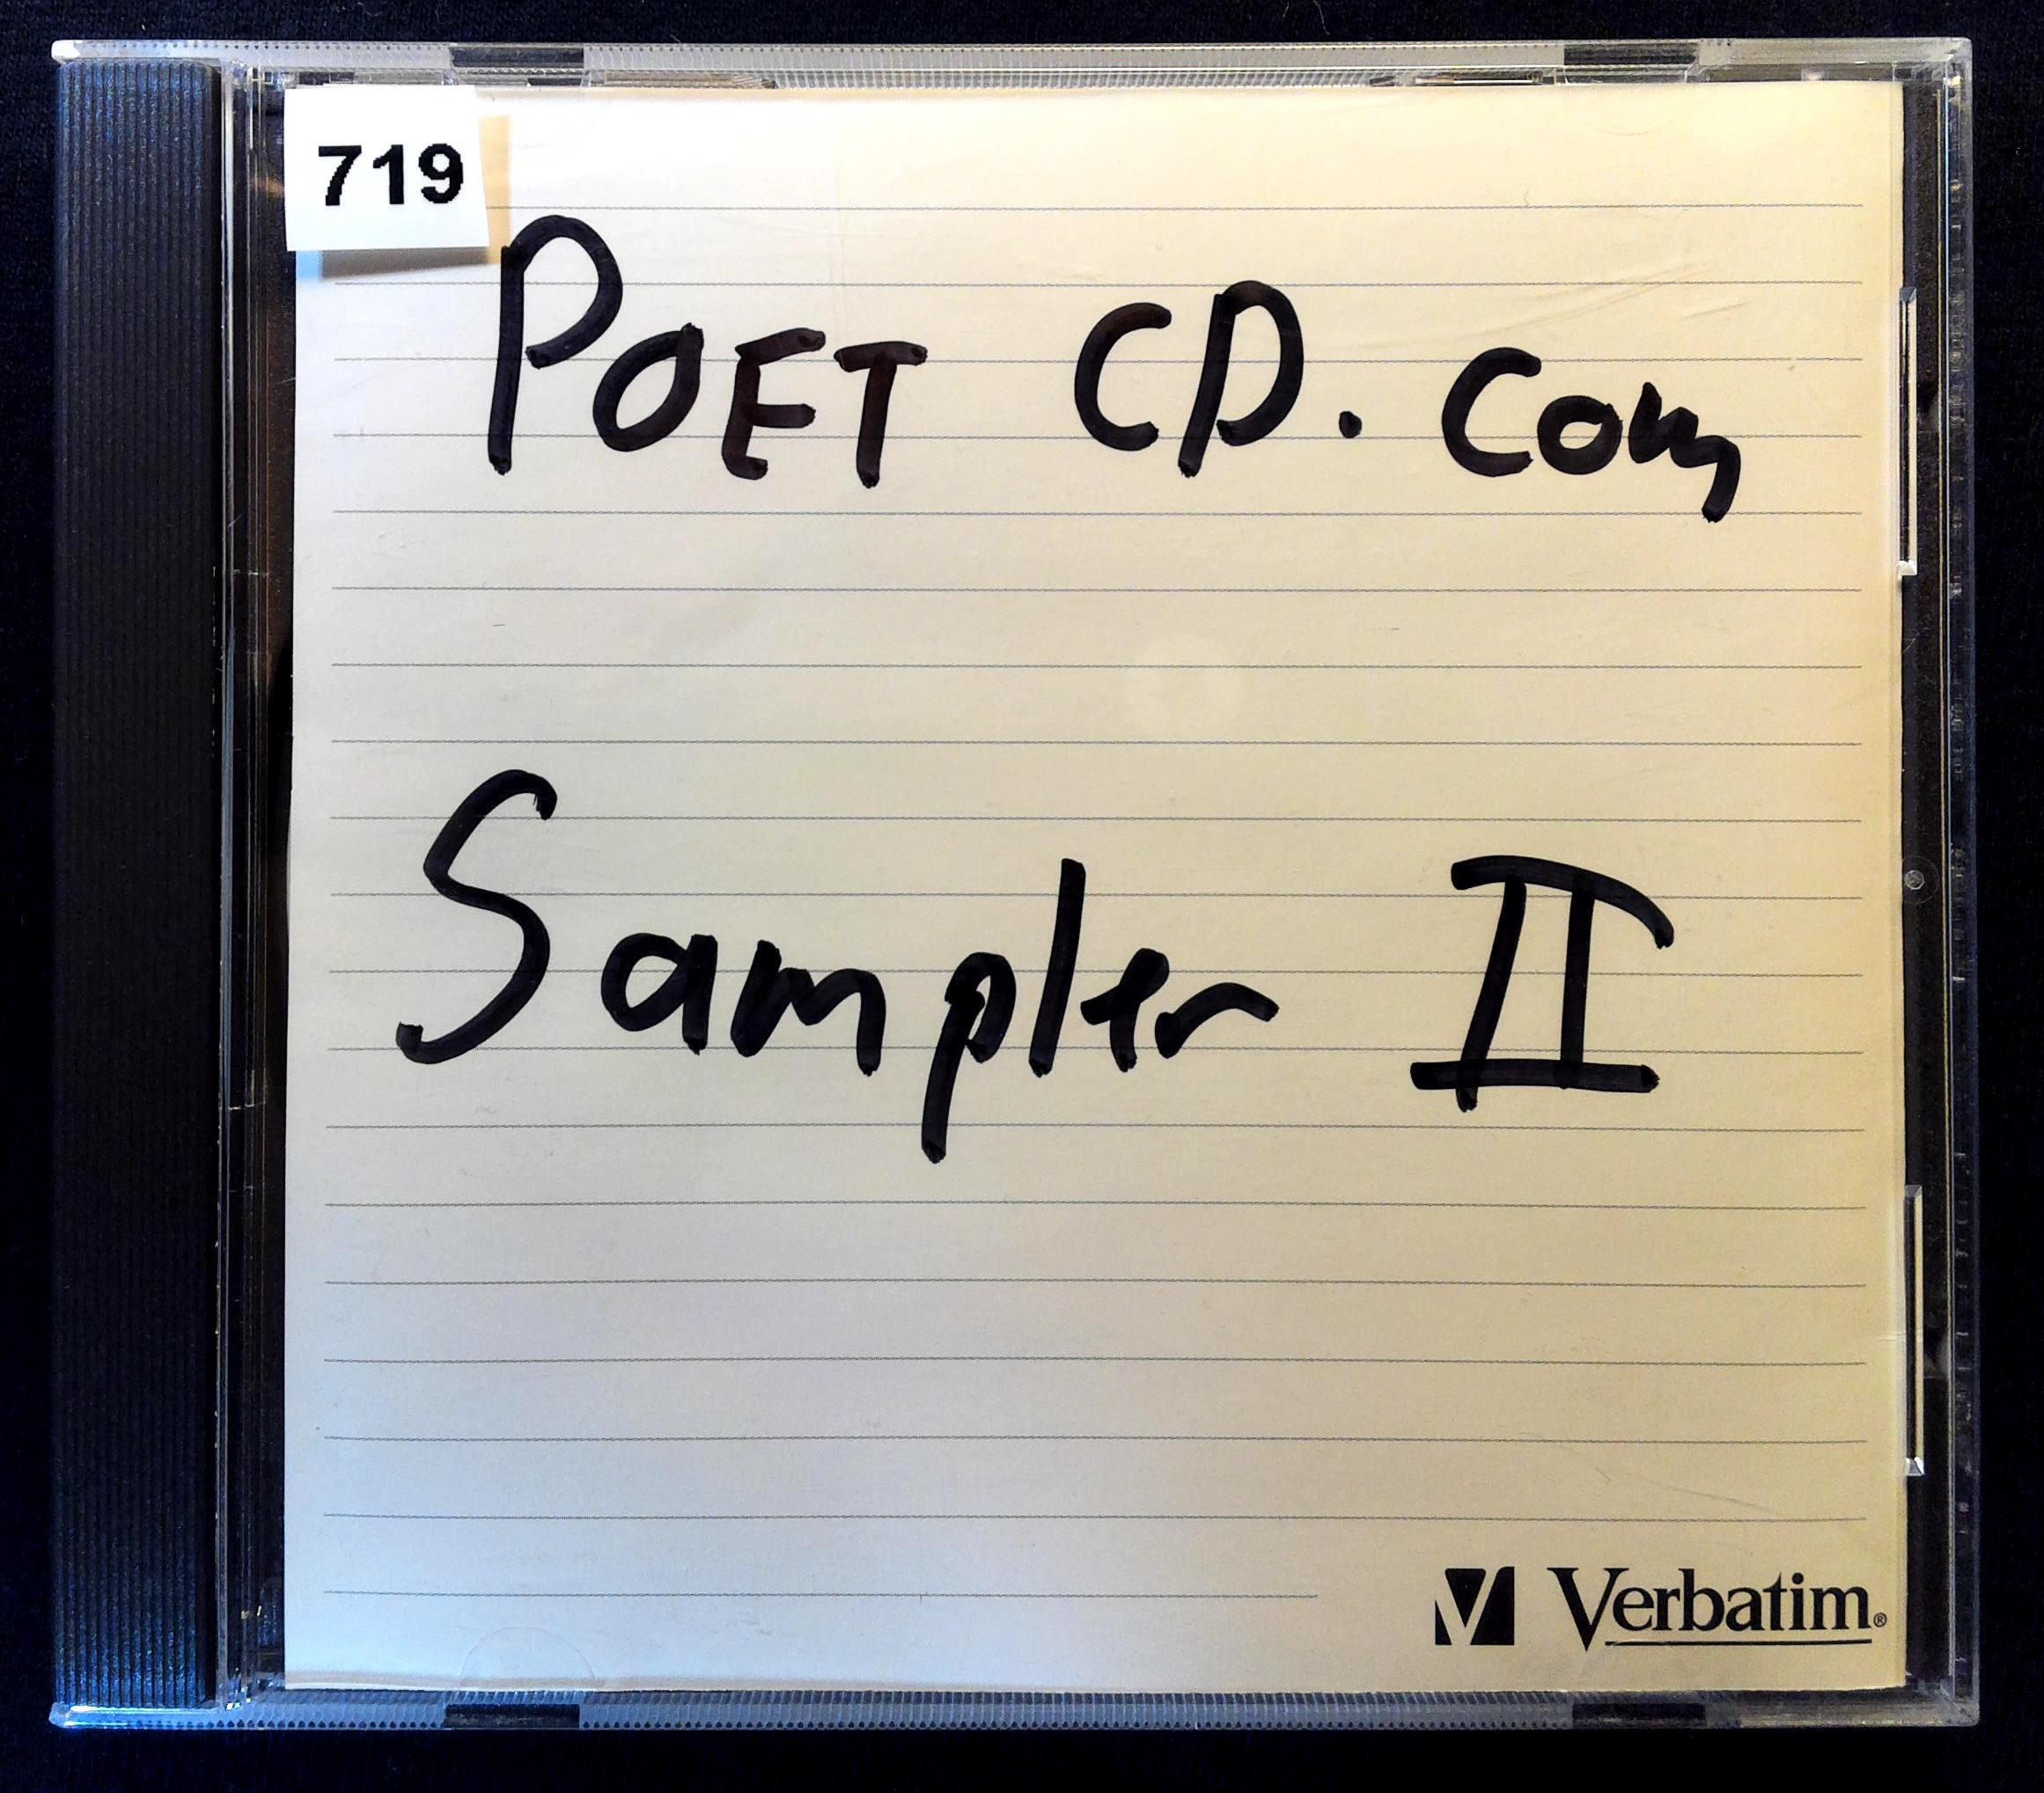 719
POET CD.Com
Sampler II
Verbatim®